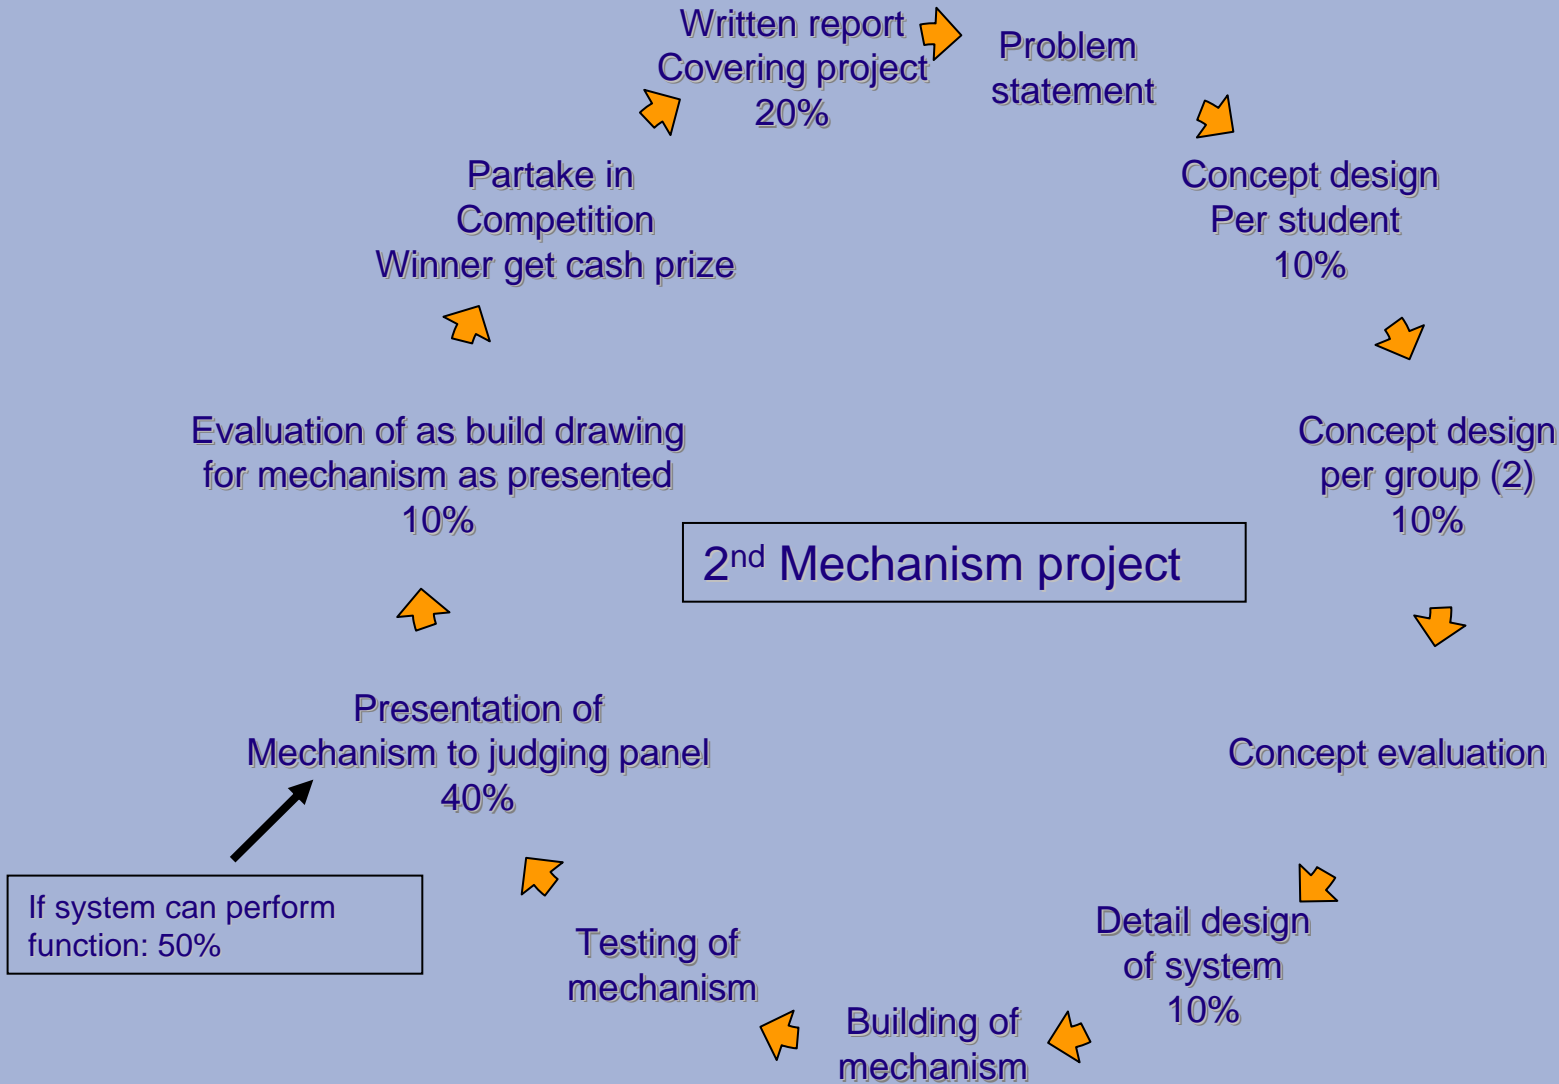 Written report
Covering project
20%
Problem
statement
Concept design
Per student
10%
Concept design
per group (2)
10%
Concept evaluation
Detail design
of system
10%
Building of
mechanism
Testing of
mechanism
Presentation of
Mechanism to judging panel
40%
If system can perform
function: 50%
Evaluation of as build drawing
for mechanism as presented
10%
Partake in
Competition
Winner get cash prize
2nd Mechanism project